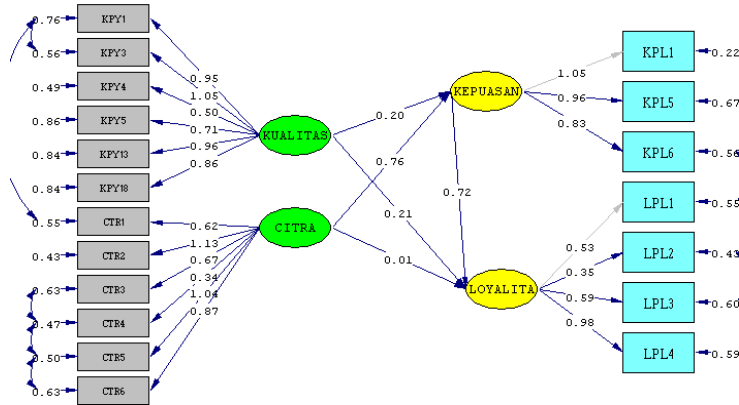 0.76 KPY1
0.56 KPY3
0.49 KPY4
0.86 KPY5
0.84 KPY13
0.84 KPY18
0.55 CTR1
0.43 CTR2
0.63 CTR3
0.47 CTR4
0.50 CTR5
0.63 CTR6
0.95
1.05
0.50
0.71
0.96
0.86
0.62
1.13
0.67
0.34
1.04
0.87
KUALITAS
CITRA
0.20
0.76
0.21
0.01
KEPUASAN
0.72
LOYALITA
1.05
0.96
0.83
0.53
0.35
0.59
0.98
KPL1 0.22
KPL5 0.67
KPL6 0.56
LPL1 0.55
LPL2 0.43
LPL3 0.60
LPL4 0.59